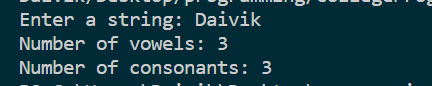 Enter a string: Daivik
Number of vowels: 3
Number of consonants: 3